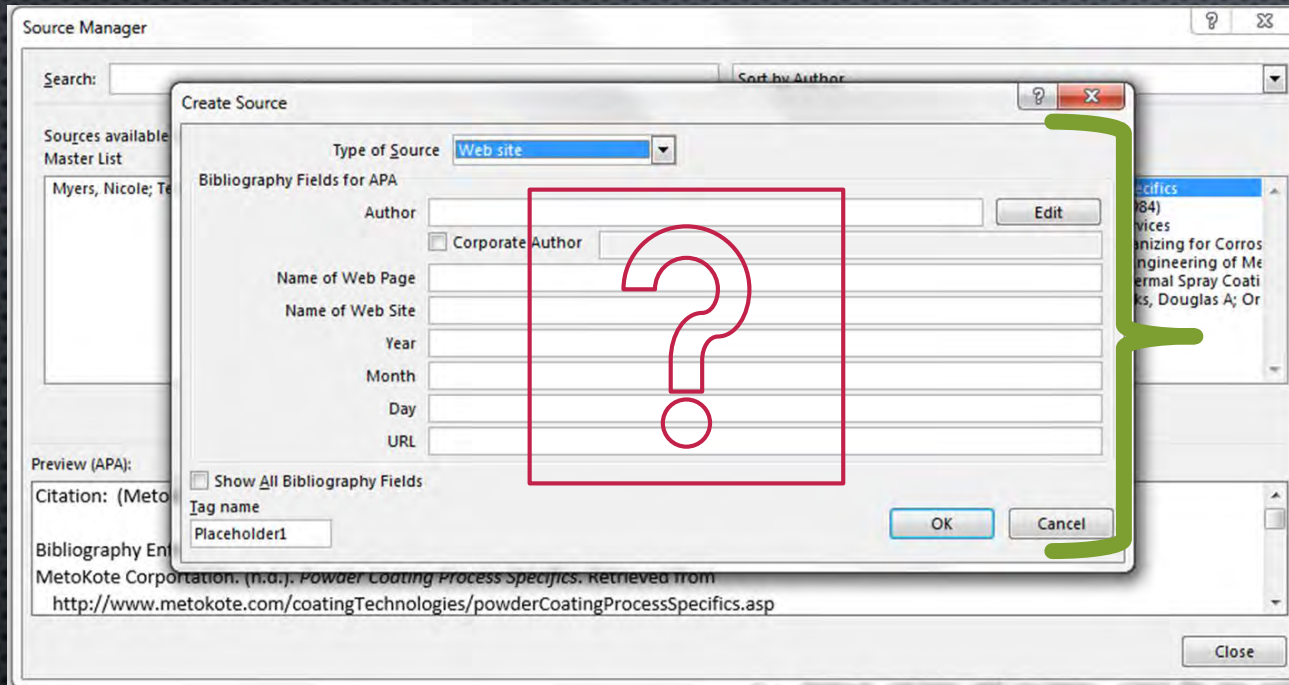 Source Manager
Search:
Sort by Author
Sources available
Master List
Myers, Nicole;
Create Source
Type of Source Web site
Bibliography Fields for APA
Author
Edit
Corporate Author
Name of Web Page
Name of Web Site
Year
Month
Day
URL
Show All Bibliography Fields
Tag name
Placeholder1
OK Cancel
?
ecifics
984)
vices
anizing for Corros
ngineering of Me
ermal Spray Coati
ks, Douglas A; Or
Preview (APA):
Citation: (Meto
Bibliography En
MetoKote Corportation. (n.d.). Powder Coating Process Specifics. Retrieved from
http://www.metokote.com/coatingTechnologies/powderCoatingProcessSpecifics.asp
Close